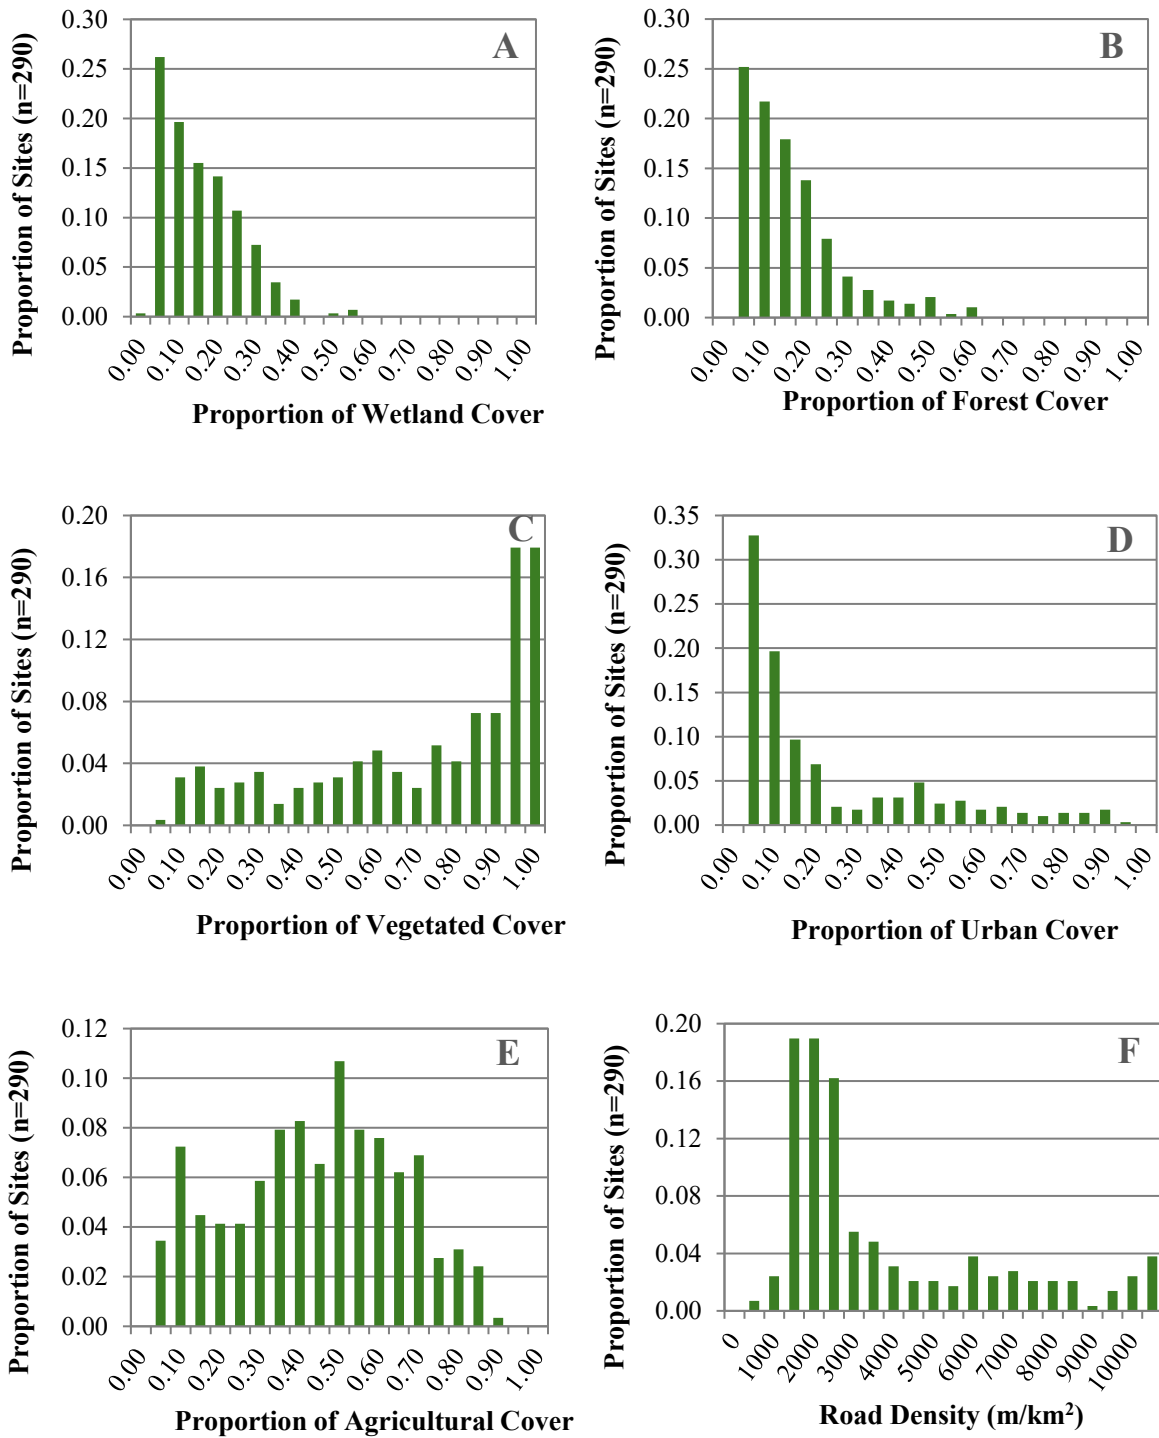 0.30
0.25
0.20
0.15
0.10
0.05
0.00
Proportion of Sites (n=290)
A
0.00 0.10 0.20 0.30 0.40 0.50 0.60 0.70 0.80 0.90 1.00
Proportion of Wetland Cover
0.30
0.25
0.20
0.15
0.10
0.05
0.00
Proportion of Sites (n=290)
B
0.00 0.10 0.20 0.30 0.40 0.50 0.60 0.70 0.80 0.90 1.00
Proportion of Forest Cover
0.20
0.16
0.12
0.08
0.04
0.00
Proportion of Sites (n=290)
C
0.00 0.10 0.20 0.30 0.40 0.50 0.60 0.70 0.80 0.90 1.00
Proportion of Vegetated Cover
0.35
0.30
0.25
0.20
0.15
0.10
0.05
0.00
Proportion of Sites (n=290)
D
0.00 0.10 0.20 0.30 0.40 0.50 0.60 0.70 0.80 0.90 1.00
Proportion of Urban Cover
0.12
0.10
0.08
0.06
0.04
0.02
0.00
Proportion of Sites (n=290)
E
0.00 0.10 0.20 0.30 0.40 0.50 0.60 0.70 0.80 0.90 1.00
Proportion of Agricultural Cover
0.20
0.16
0.12
0.08
0.04
0.00
Proportion of Sites (n=290)
F
0 1000 2000 3000 4000 5000 6000 7000 8000 9000 10000
Road Density (m/km²)